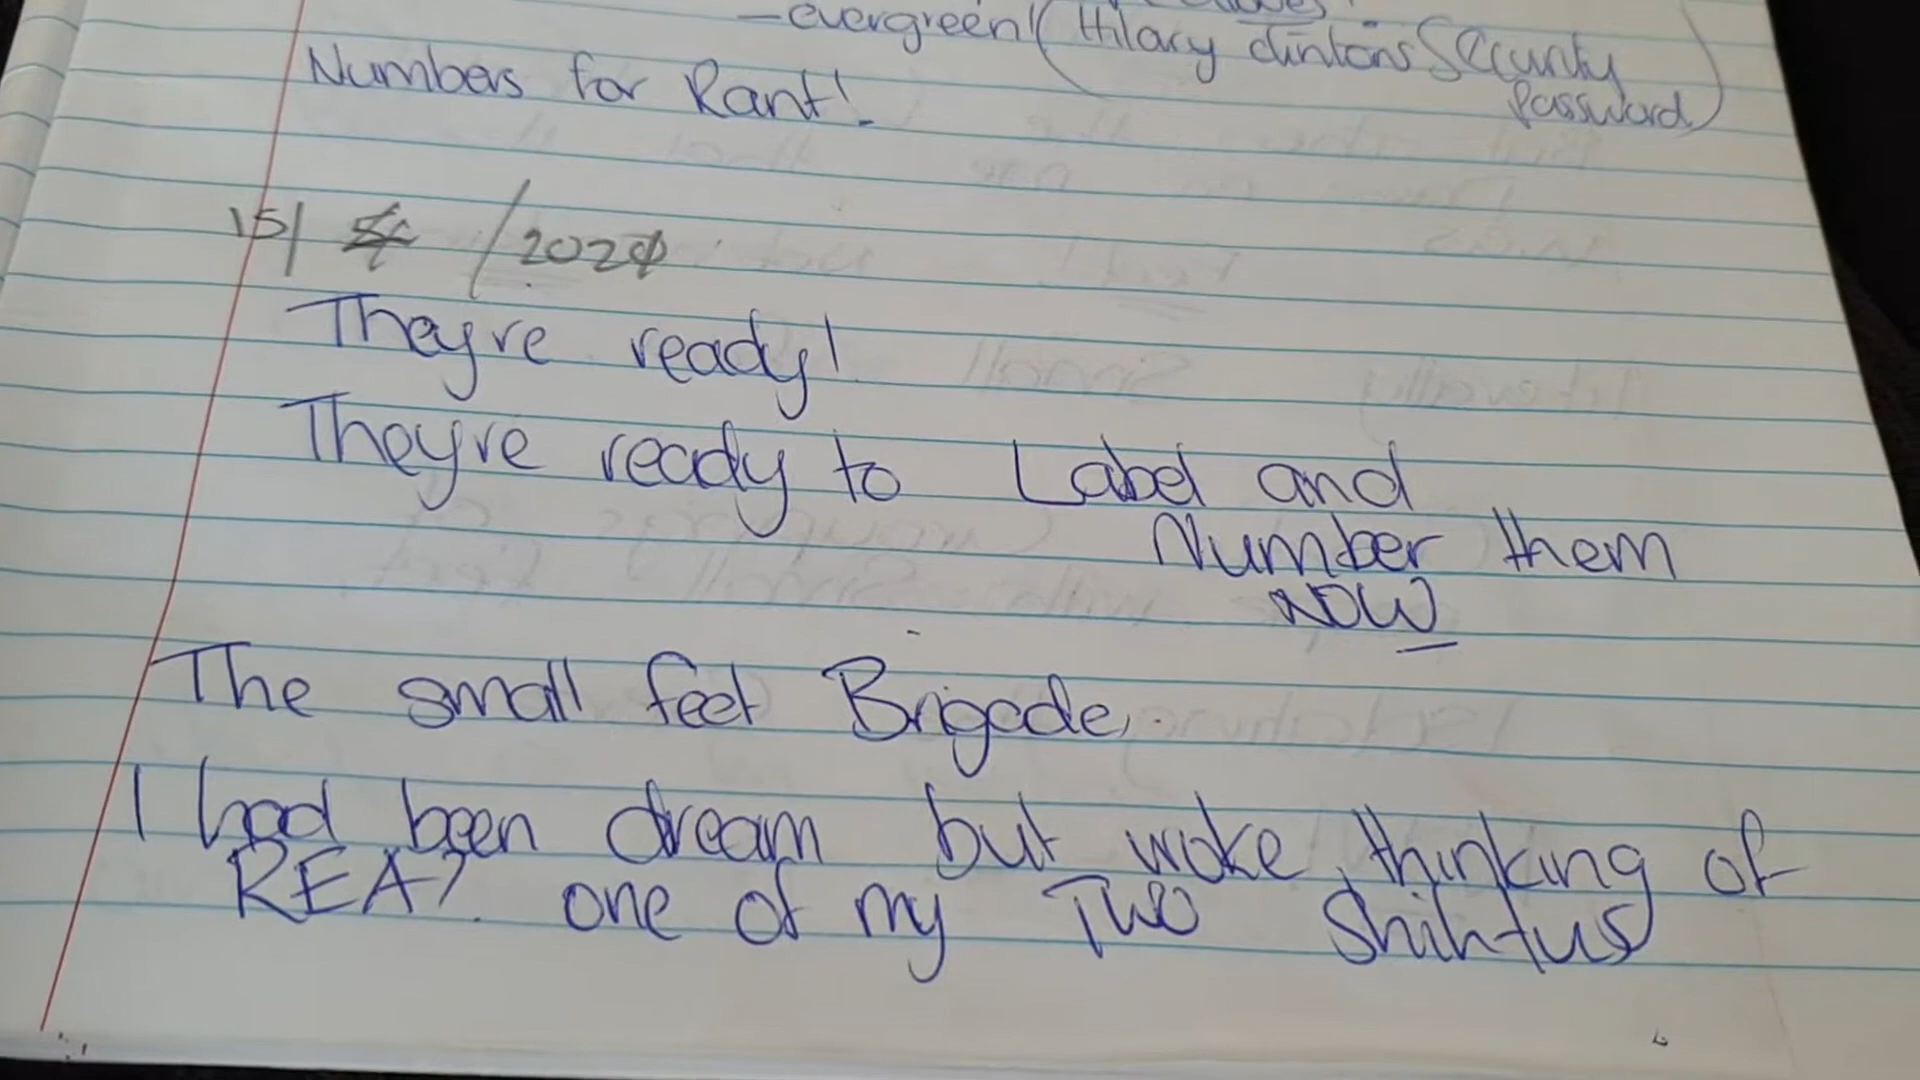 - evergreen! (Hilary clintons Security
Password)
Numbers for Rant!
15/ /202
Theyre ready!
Theyre ready to Label and
Number them
NOW
The small feet Brigade.
I had been dream but woke thinking of
REA? one of my Two Shihtus